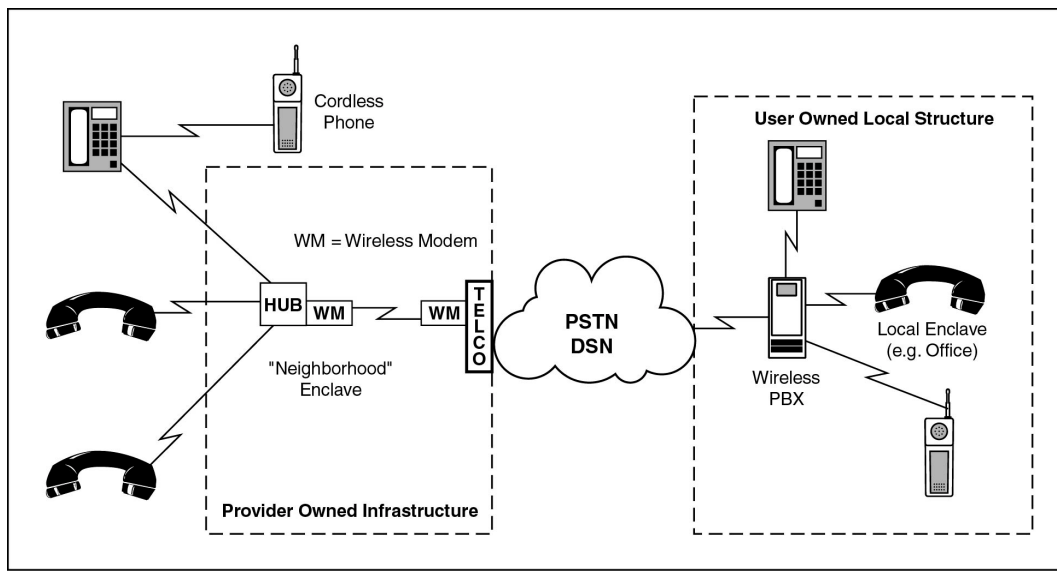 Cordless
Phone
User Owned Local Structure
WM = Wireless Modem
HUB
WM
WM
TELCO
PSTN
DSN
"Neighborhood"
Enclave
Wireless
PBX
Local Enclave
(e.g. Office)
Provider Owned Infrastructure